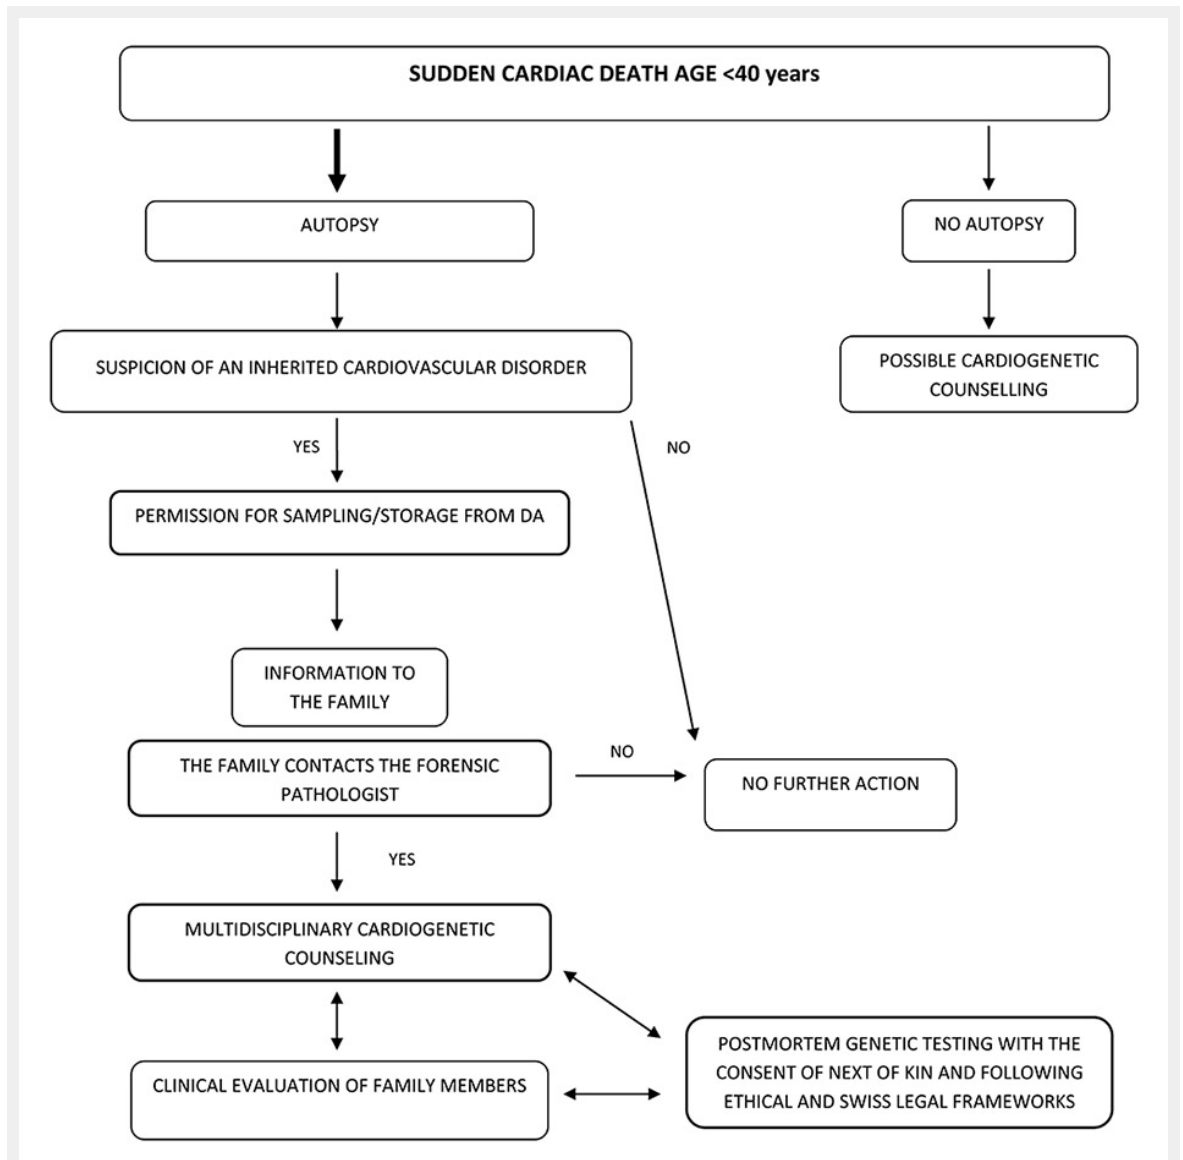 SUDDEN CARDIAC DEATH AGE <40 years
AUTOPSY
NO AUTOPSY
SUSPICION OF AN INHERITED CARDIOVASCULAR DISORDER
POSSIBLE CARDIOGENETIC
COUNSELLING
YES
NO
PERMISSION FOR SAMPLING/STORAGE FROM DA
INFORMATION TO
THE FAMILY
THE FAMILY CONTACTS THE FORENSIC
PATHOLOGIST
NO
NO FURTHER ACTION
YES
MULTIDISCIPLINARY CARDIOGENETIC
COUNSELING
CLINICAL EVALUATION OF FAMILY MEMBERS
POSTMORTEM GENETIC TESTING WITH THE
CONSENT OF NEXT OF KIN AND FOLLOWING
ETHICAL AND SWISS LEGAL FRAMEWORKS